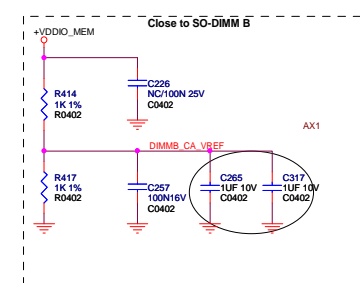 Close to SO-DIMM B
+VDDIO_MEM
C226
NC/100N 25V
C0402
R414
1K 1%
R0402
AX1
DIMMB_CA_VREF
R417
1K 1%
R0402
C257
100N16V
C0402
C265
1UF 10V
C0402
C317
1UF 10V
C0402